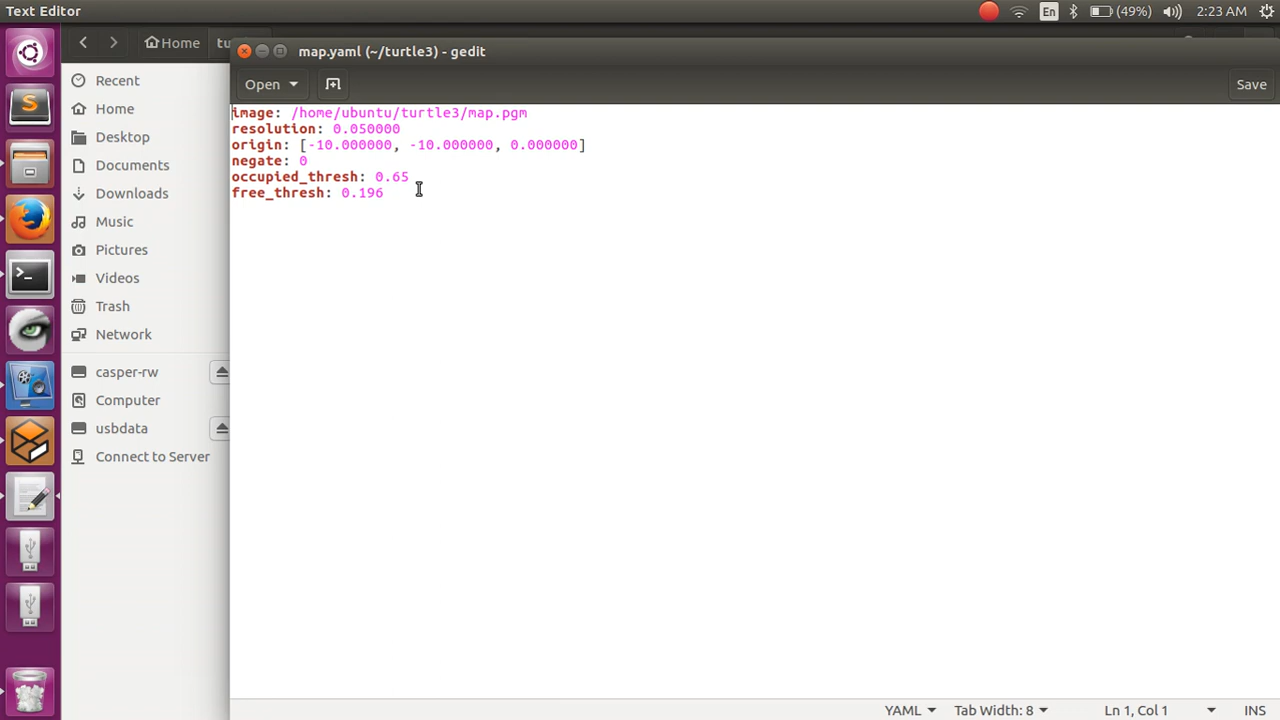 Text Editor
En
(49%)
2:23 AM
Home
tu
map.yaml (~/turtle3) - gedit
Open
Save
Recent
Home
Desktop
Documents
Downloads
Music
Pictures
Videos
Trash
Network
casper-rw
Computer
usbdata
Connect to Server
image: /home/ubuntu/turtle3/map.pgm
resolution: 0.050000
origin: [-10.000000, -10.000000, 0.000000]
negate: 0
occupied_thresh: 0.65
free_thresh: 0.196
YAML
Tab Width: 8
Ln 1, Col 1
INS